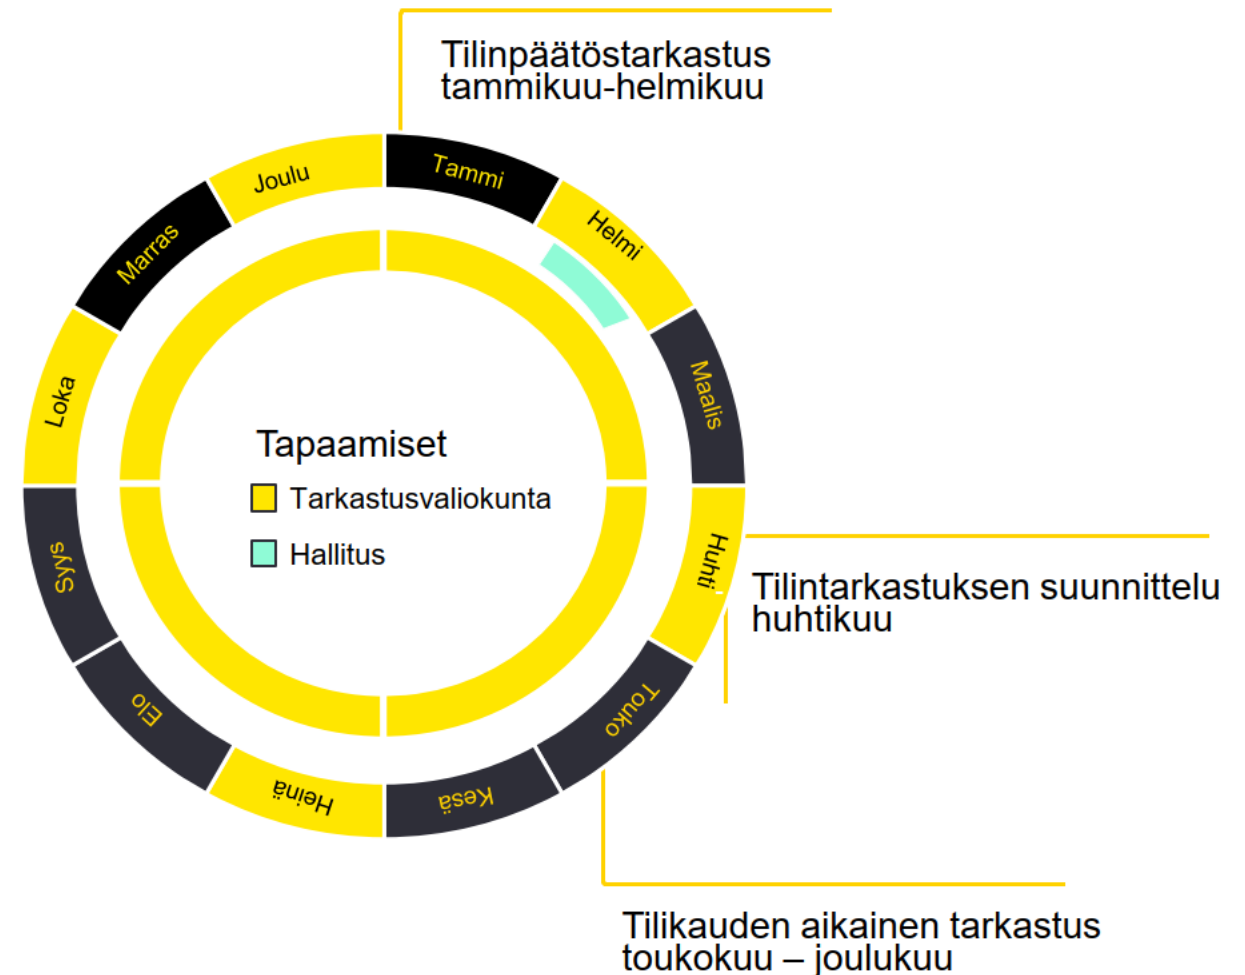 Tilinpäätöstarkastus
tammikuu-helmikuu
Tammi
Helmi
Maalis
Huhti
Touko
Kesä
Heinä
Elo
Syys
Loka
Marras
Joulu
Tapaamiset
Tarkastusvaliokunta
Hallitus
Tilintarkastuksen suunnittelu
huhtikuu
Tilikauden aikainen tarkastus
toukokuu – joulukuu